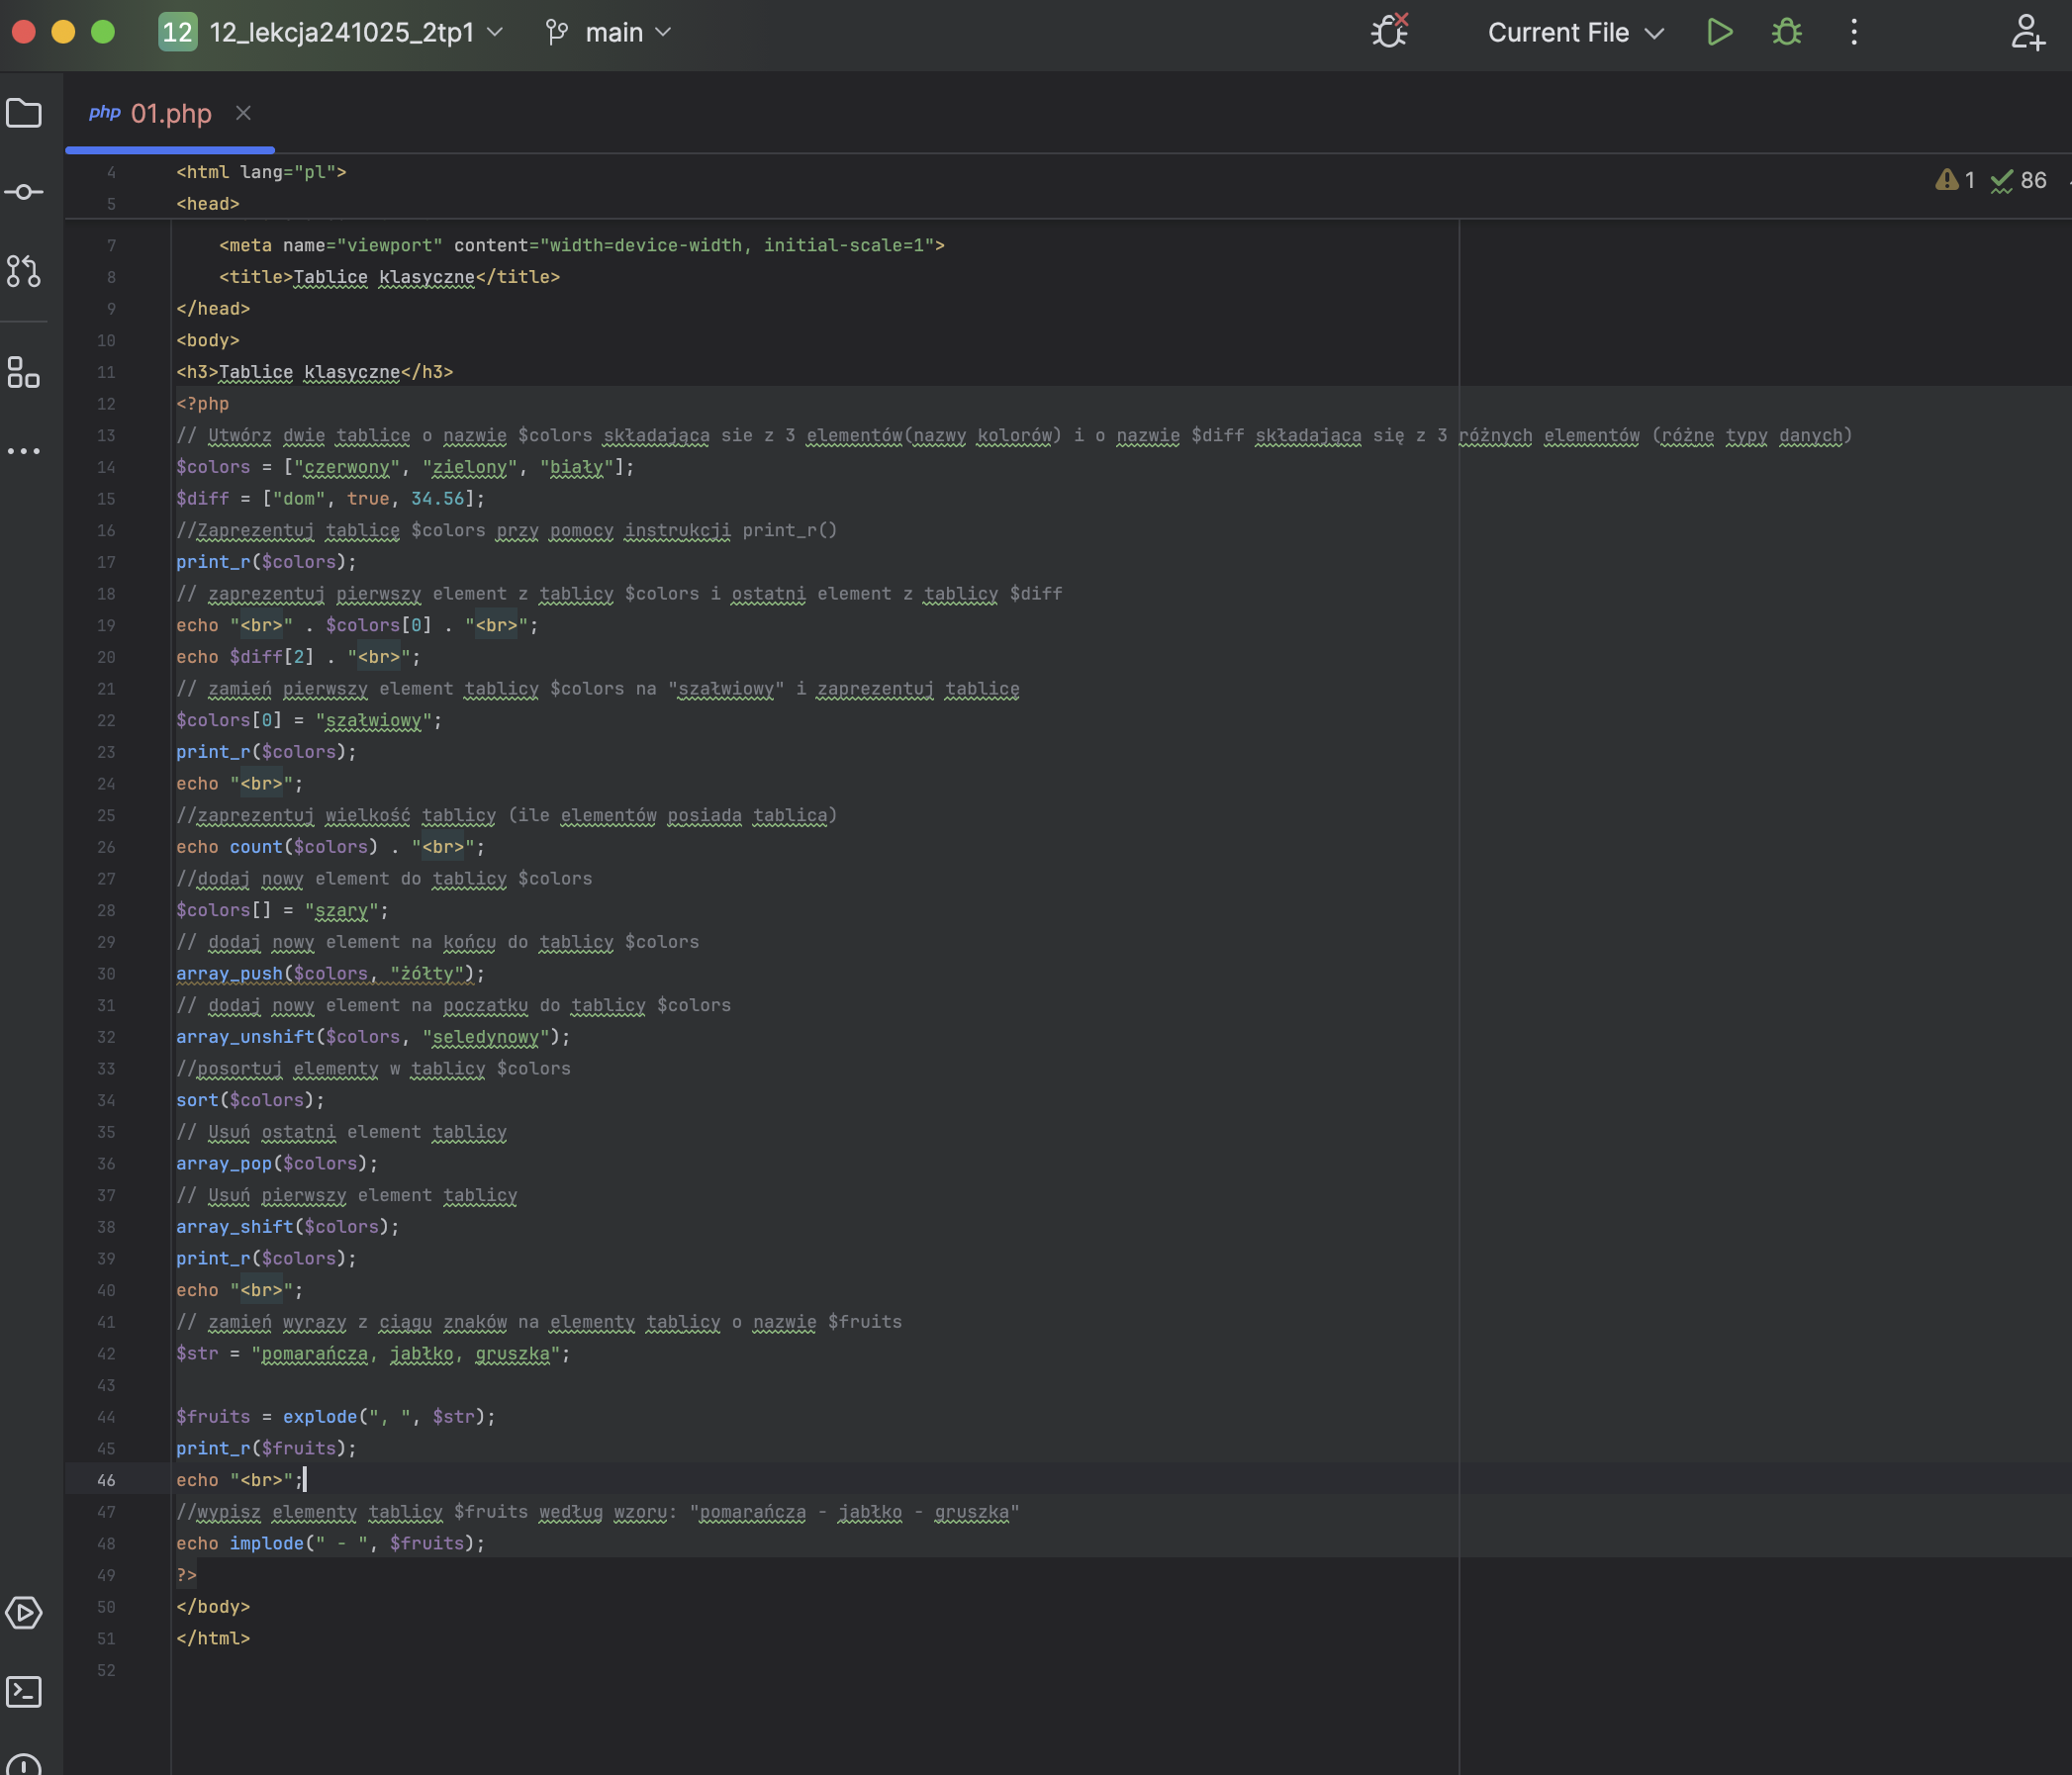 12 12_lekcja241025_2tp1 main Current File
php 01.php
4 <html lang="pl">
1 86
5 <head>
7 <meta name="viewport" content="width=device-width, initial-scale=1">
8 <title>Tablice klasyczne</title>
9 </head>
10 <body>
11 <h3>Tablice klasyczne</h3>
12 <?php
13 // Utwórz dwie tablice o nazwie $colors składająca sie z 3 elementów(nazwy kolorów) i o nazwie $diff składająca się z 3 różnych elementów (różne typy danych)
14 $colors = ["czerwony", "zielony", "biały"];
15 $diff = ["dom", true, 34.56];
16 //Zaprezentuj tablicę $colors przy pomocy instrukcji print_r()
17 print_r($colors);
18 // zaprezentuj pierwszy element z tablicy $colors i ostatni element z tablicy $diff
19 echo "<br>" . $colors[0] . "<br>";
20 echo $diff[2] . "<br>";
21 // zamień pierwszy element tablicy $colors na "szałwiowy" i zaprezentuj tablicę
22 $colors[0] = "szałwiowy";
23 print_r($colors);
24 echo "<br>";
25 //zaprezentuj wielkość tablicy (ile elementów posiada tablica)
26 echo count($colors) . "<br>";
27 //dodaj nowy element do tablicy $colors
28 $colors[] = "szary";
29 // dodaj nowy element na końcu do tablicy $colors
30 array_push($colors, "żółty");
31 // dodaj nowy element na poczatku do tablicy $colors
32 array_unshift($colors, "seledynowy");
33 //posortuj elementy w tablicy $colors
34 sort($colors);
35 // Usuń ostatni element tablicy
36 array_pop($colors);
37 // Usuń pierwszy element tablicy
38 array_shift($colors);
39 print_r($colors);
40 echo "<br>";
41 // zamień wyrazy z ciągu znaków na elementy tablicy o nazwie $fruits
42 $str = "pomarańcza, jabłko, gruszka";
43
44 $fruits = explode(", ", $str);
45 print_r($fruits);
46 echo "<br>";
47 //wypisz elementy tablicy $fruits według wzoru: "pomarańcza - jabłko - gruszka"
48 echo implode(" - ", $fruits);
49 ?>
50 </body>
51 </html>
52